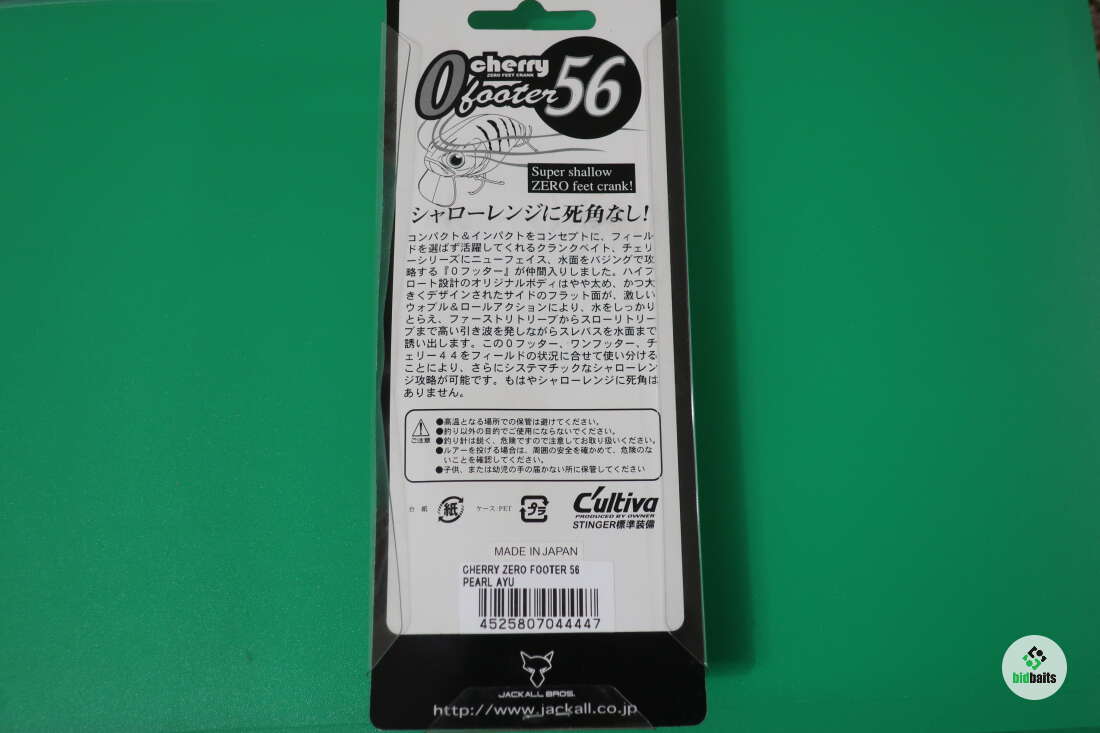 cherry
ZERO FEET CRANK
0'footer 56
Super shallow
ZERO feet crank!
シャローレンジに死角なし!
コンパクト&インパクトをコンセプトに、フィール
ドを選ばず活躍してくれるクランクベイト、チェリ
ーシリーズにニューフェイス、水面をバジングで攻
略する『0フッター』が仲間入りしました。ハイフ
ロート設計のオリジナルボディはやや太め、かつ大
きくデザインされたサイドのフラット面が、激しい
ウォブル&ロールアクションにより、水をしっかり
とらえ、ファーストリトリーブからスローリトリー
ブまで高い引き波を発しながらスレバスを水面まで
誘い出します。この0フッター、ワンフッター、チ
ェリー44をフィールドの状況に合せて使い分ける
ことにより、さらにシステマチックなシャローレン
ジ攻略が可能です。もはやシャローレンジに死角は
ありません。
ご注意
●高温となる場所での保管は避けてください。
●釣り以外の目的でご使用にならないでください。
●釣り針は鋭く、危険ですので注意してお取り扱いください。
●ルアーを投げる場合は、周囲の安全を確かめて、危険のな
いことを確認してください。
●子供、または幼児の手の届かない所に保管してください
台紙 紙 ケース PET プラ
C'ultiva
PRODUCED BY OWNER
STINGER標準装備
MADE IN JAPAN
CHERRY ZERO FOOTER 56
PEARL AYU
4525807044447
JACKALL BROS.
http://www.jackall.co.jp
bidbaits